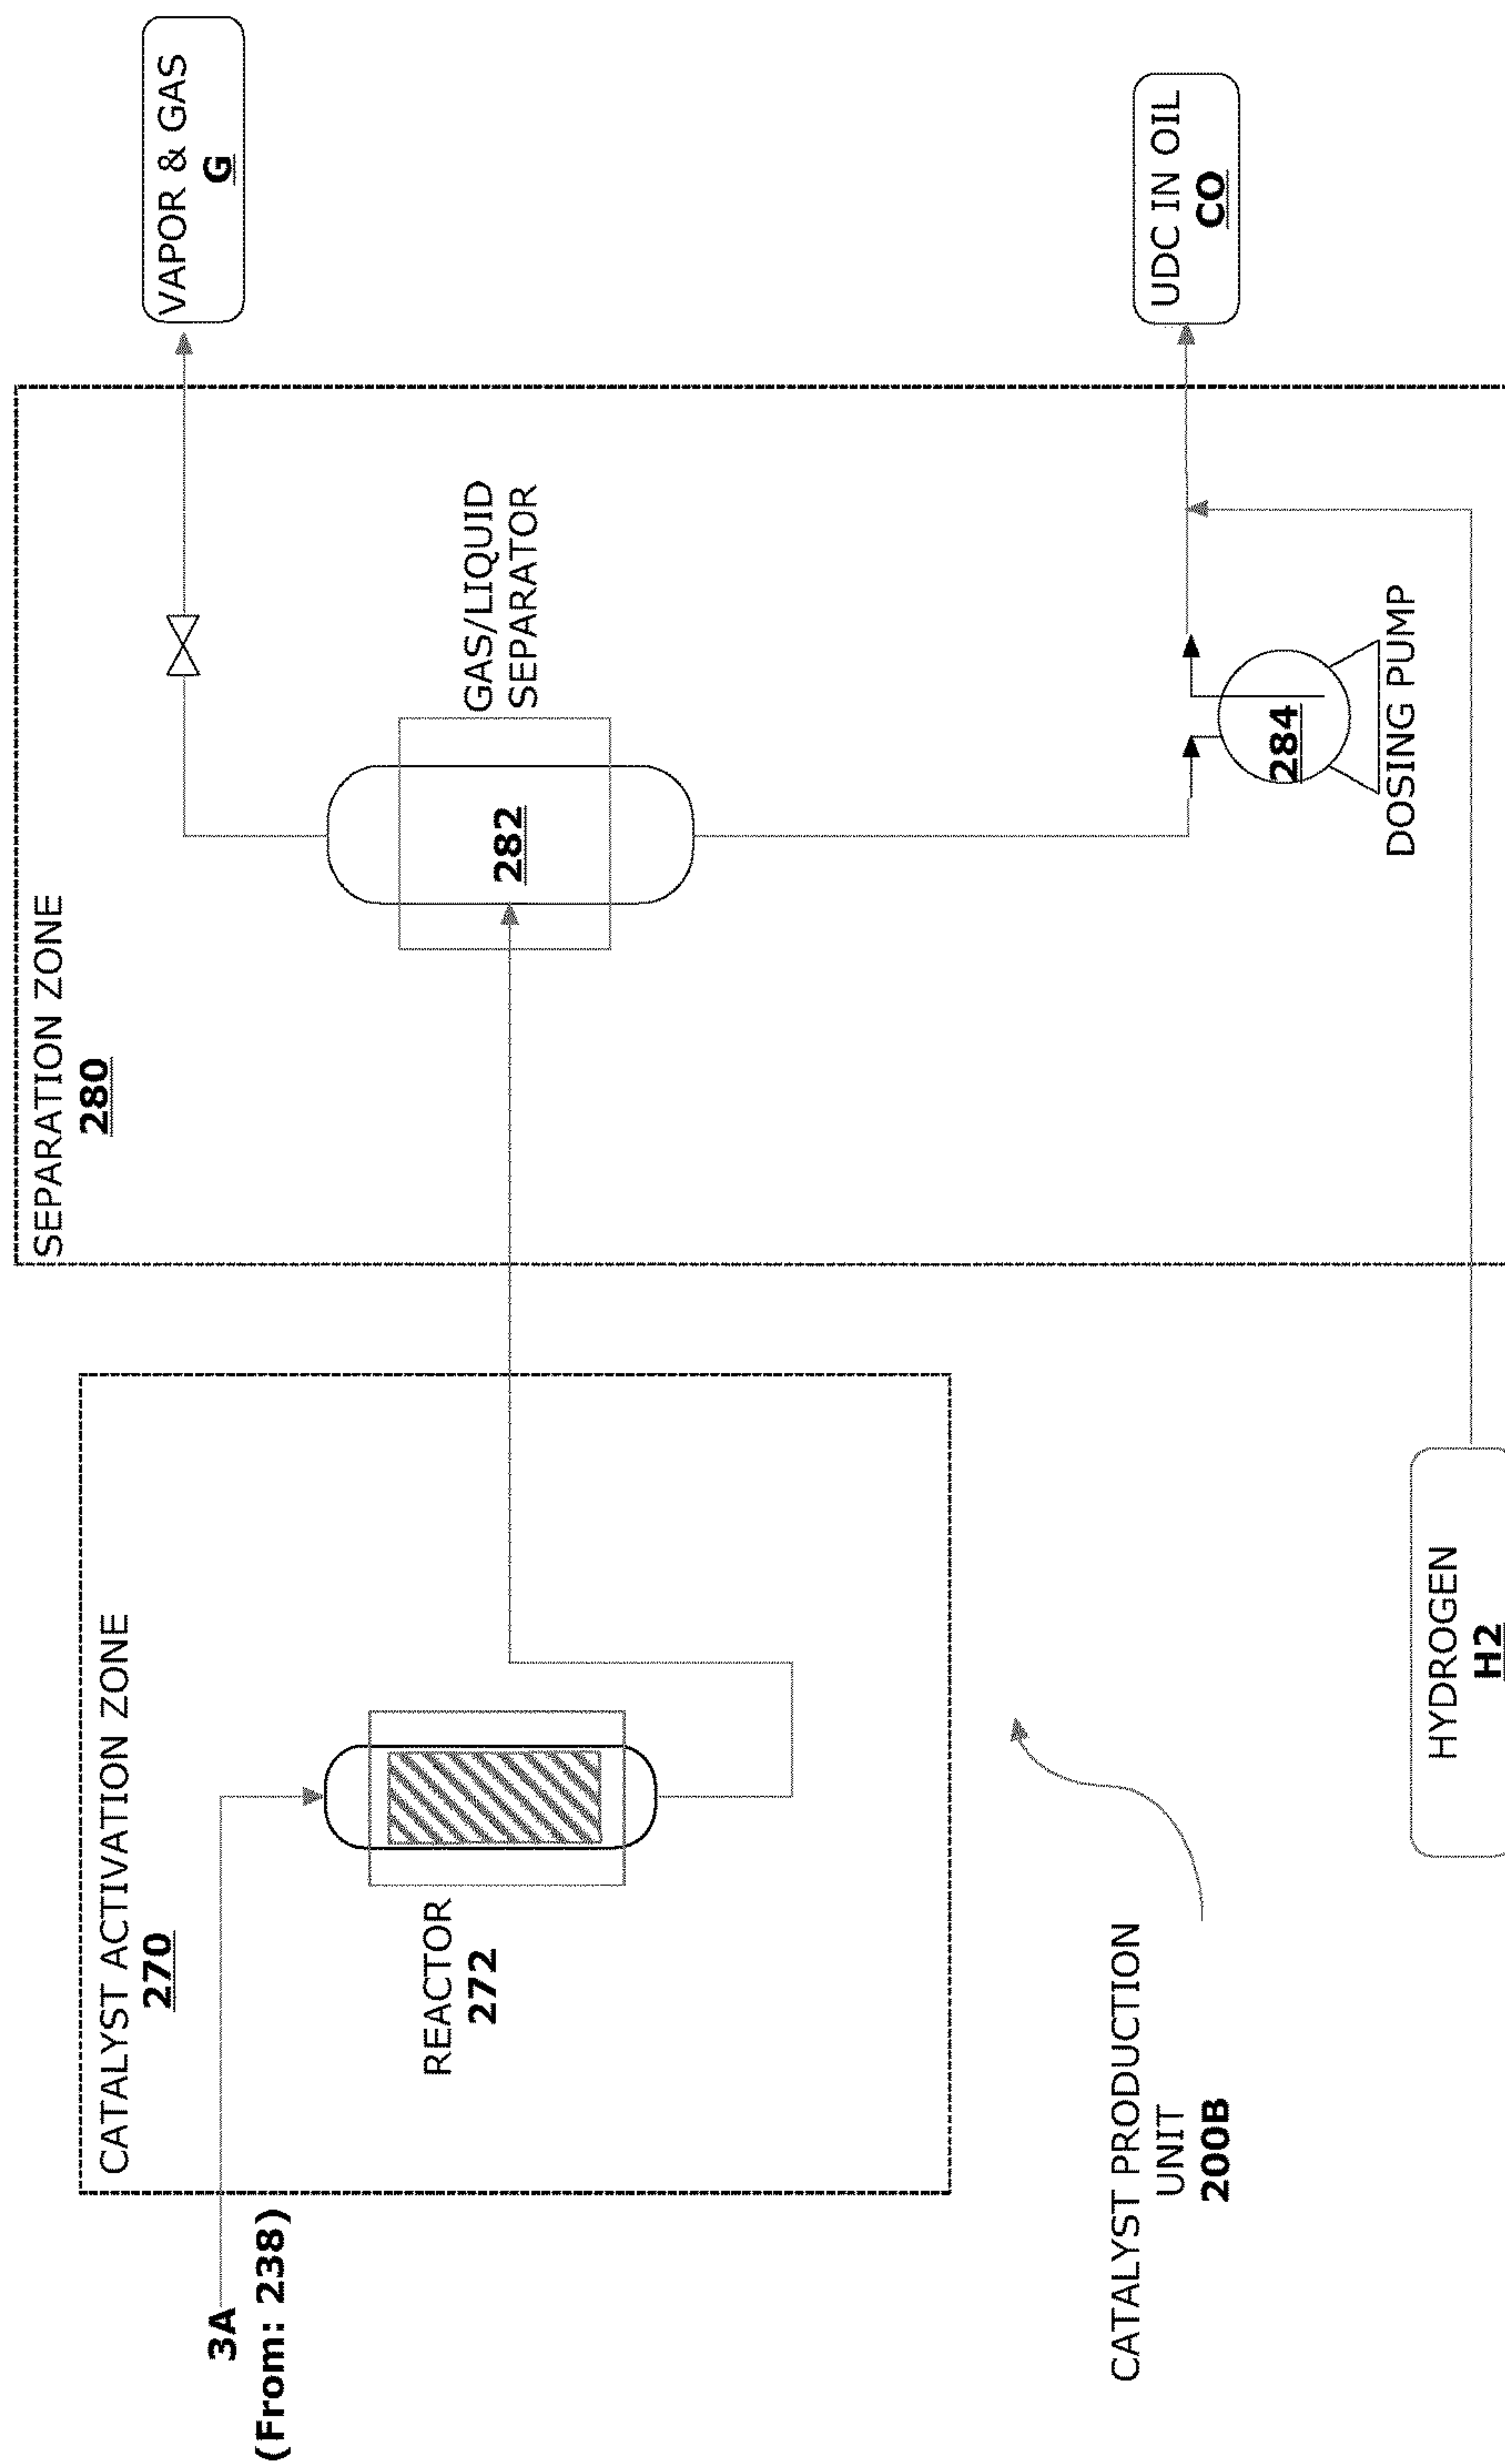 3A
(From: 238)
CATALYST ACTIVATION ZONE
270
REACTOR
272
SEPARATION ZONE
280
GAS/LIQUID
SEPARATOR
282
VAPOR & GAS
G
UDC IN OIL
CO
284
DOSING PUMP
CATALYST PRODUCTION
UNIT
200B
HYDROGEN
H2